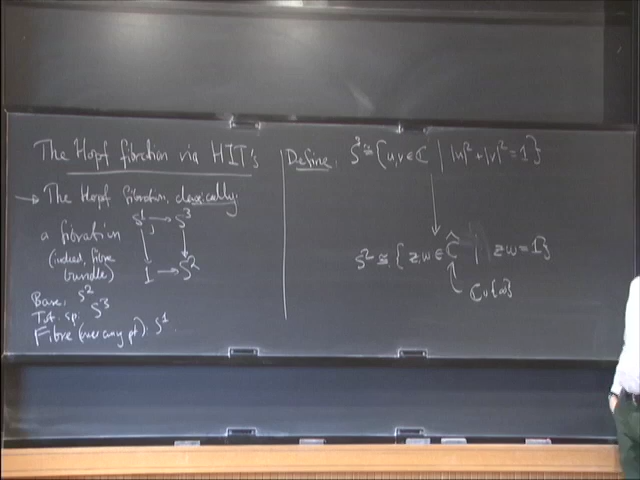 The Hopf fibration via HIT's
→ The Hopf fibration, classically:
S¹ → S³
a fibration
(indeed, fibre
bundle)
1 → S²
Base: S²
Tot. sp: S³
Fibre (over any pt): S¹.
Define: S³ ≅ {u,v ∈ ℂ | |u|² + |v|² = 1}
S² ≅ {z,w ∈ ℂ̂ | zw = 1}
ℂ∪{∞}